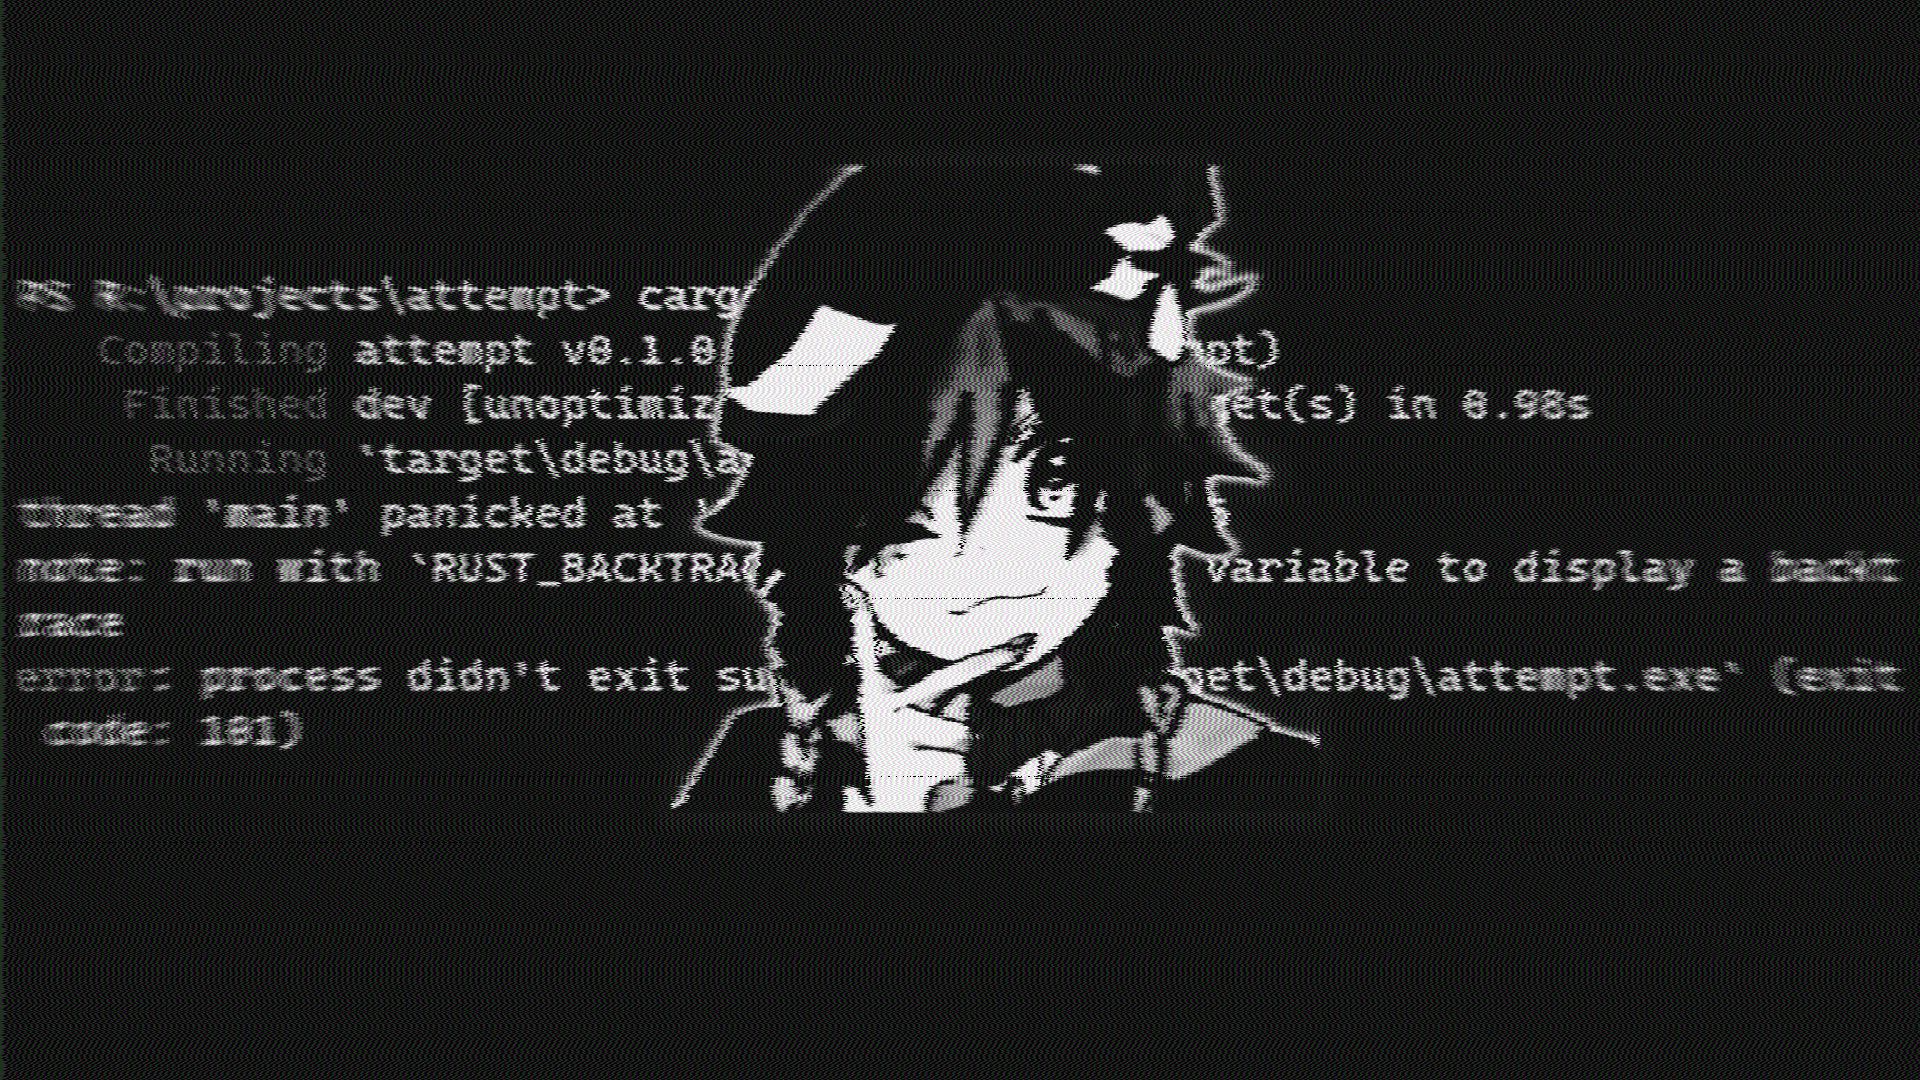 PS R:\projects\attempt> carg
Compiling attempt v0.1.0 pt)
Finished dev [unoptimiz et(s) in 0.98s
Running `target\debug\a
thread 'main' panicked at
note: run with `RUST_BACKTRAC variable to display a backt
race
error: process didn't exit su get\debug\attempt.exe` (exit
code: 101)